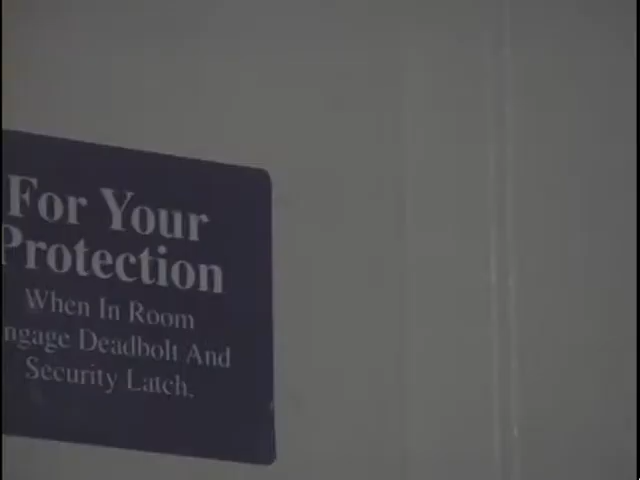 For Your
Protection
When In Room
ngage Deadbolt And
Security Latch.